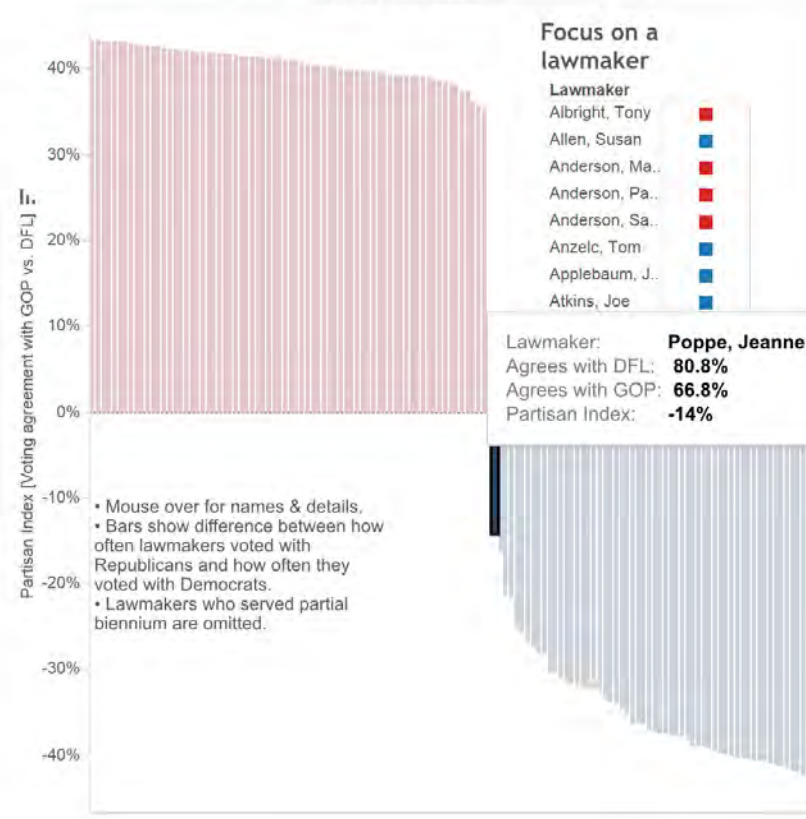 Focus on a
lawmaker
Lawmaker
Albright, Tony
Allen, Susan
Anderson, Ma..
Anderson, Pa..
Anderson, Sa..
Anzelc, Tom
Applebaum, J..
Atkins, Joe
Lawmaker: Poppe, Jeanne
Agrees with DFL: 80.8%
Agrees with GOP: 66.8%
Partisan Index: -14%
Partisan Index [Voting agreement with GOP vs. DFL]
40%
30%
20%
10%
0%
-10%
-20%
-30%
-40%
• Mouse over for names & details.
• Bars show difference between how
often lawmakers voted with
Republicans and how often they
voted with Democrats.
• Lawmakers who served partial
biennium are omitted.